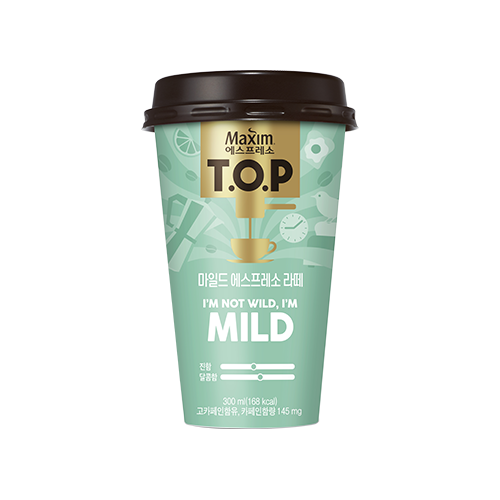 Maxim
에스프레소
T.O.P
마일드 에스프레소 라떼
I'M NOT WILD, I'M
MILD
진함
달콤함
300 ml(168 kcal)
고카페인함유, 카페인함량 145 mg